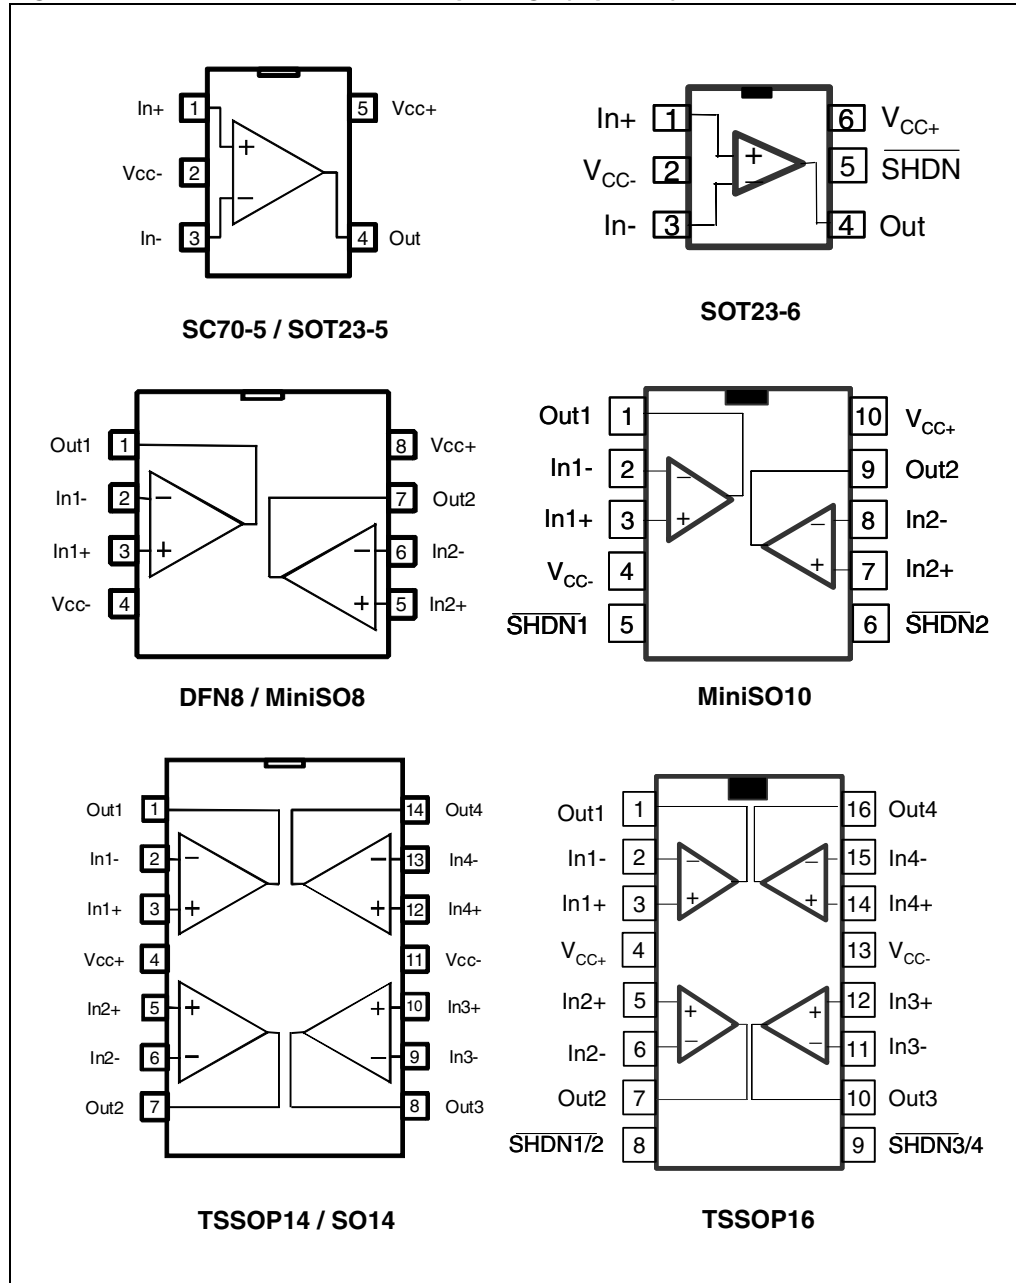 In+ 1 5 Vcc+
Vcc- 2
In- 3 4 Out
+
−
SC70-5 / SOT23-5
In+ 1 6 VCC+
VCC- 2 5 SHDN
In- 3 4 Out
+
−
SOT23-6
Out1 1 8 Vcc+
In1- 2 − 7 Out2
In1+ 3 + − 6 In2-
Vcc- 4 + 5 In2+
DFN8 / MiniSO8
Out1 1 10 VCC+
In1- 2 − 9 Out2
In1+ 3 + − 8 In2-
VCC- 4 + 7 In2+
SHDN1 5 6 SHDN2
MiniSO10
Out1 1 14 Out4
In1- 2 − − 13 In4-
In1+ 3 + + 12 In4+
Vcc+ 4 11 Vcc-
In2+ 5 + + 10 In3+
In2- 6 − − 9 In3-
Out2 7 8 Out3
TSSOP14 / SO14
Out1 1 16 Out4
In1- 2 − − 15 In4-
In1+ 3 + + 14 In4+
VCC+ 4 13 VCC-
In2+ 5 + + 12 In3+
In2- 6 − − 11 In3-
Out2 7 10 Out3
SHDN1/2 8 9 SHDN3/4
TSSOP16